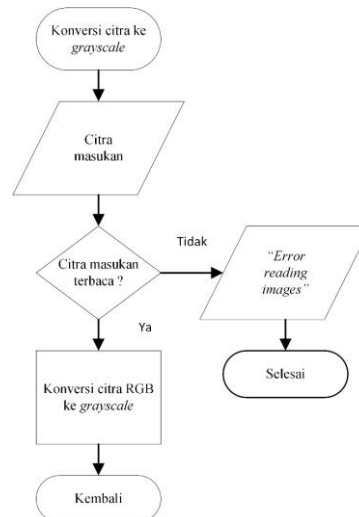 Konversi citra ke
grayscale
Citra
masukan
Citra masukan
terbaca ?
Tidak
"Error
reading
images"
Selesai
Ya
Konversi citra RGB
ke grayscale
Kembali